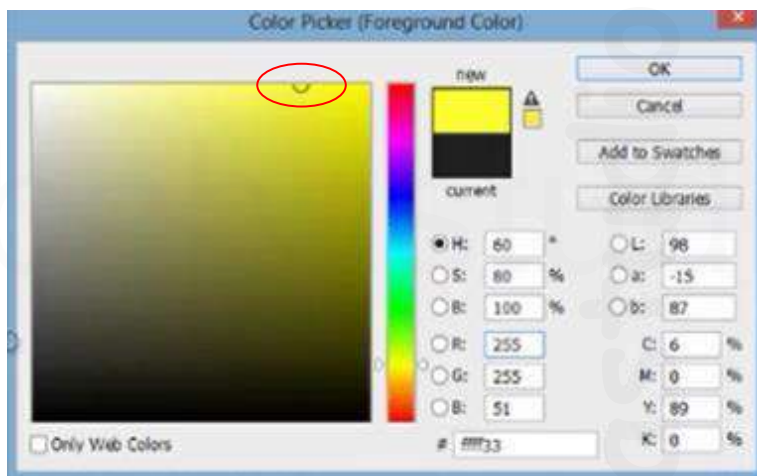 Color Picker (Foreground Color)
new
current
OK
Cancel
Add to Swatches
Color Libraries
H: 60 ° L: 98
S: 80 % a: -15
B: 100 % b: 87
R: 255 C: 6 %
G: 255 M: 0 %
B: 51 Y: 89 %
# ffff33 K: 0 %
Only Web Colors